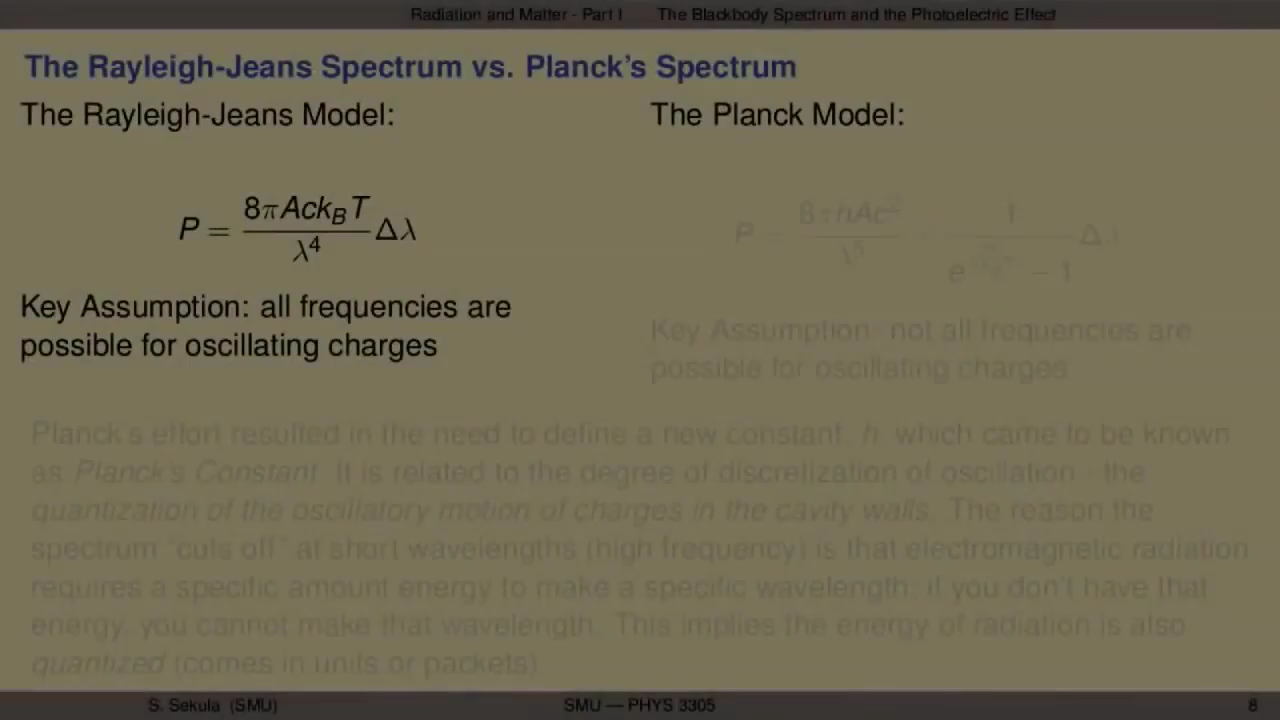 Radiation and Matter - Part I The Blackbody Spectrum and the Photoelectric Effect
The Rayleigh-Jeans Spectrum vs. Planck's Spectrum
The Rayleigh-Jeans Model:
P = 8πAck_BT / λ⁴ Δλ
Key Assumption: all frequencies are
possible for oscillating charges
The Planck Model:
P = 8πhAc² / λ⁵ 1 / e − 1 Δλ
Key Assumption: not all frequencies are
possible for oscillating charges
Planck's effort resulted in the need to define a new constant, h, which came to be known
as Planck's Constant. It is related to the degree of discretization of oscillation - the
quantization of the oscillatory motion of charges in the cavity walls. The reason the
spectrum "cuts off" at short wavelengths (high frequency) is that electromagnetic radiation
requires a specific amount energy to make a specific wavelength; if you don't have that
energy, you cannot make that wavelength. This implies the energy of radiation is also
quantized (comes in units or packets)
S. Sekula (SMU) SMU — PHYS 3305 8